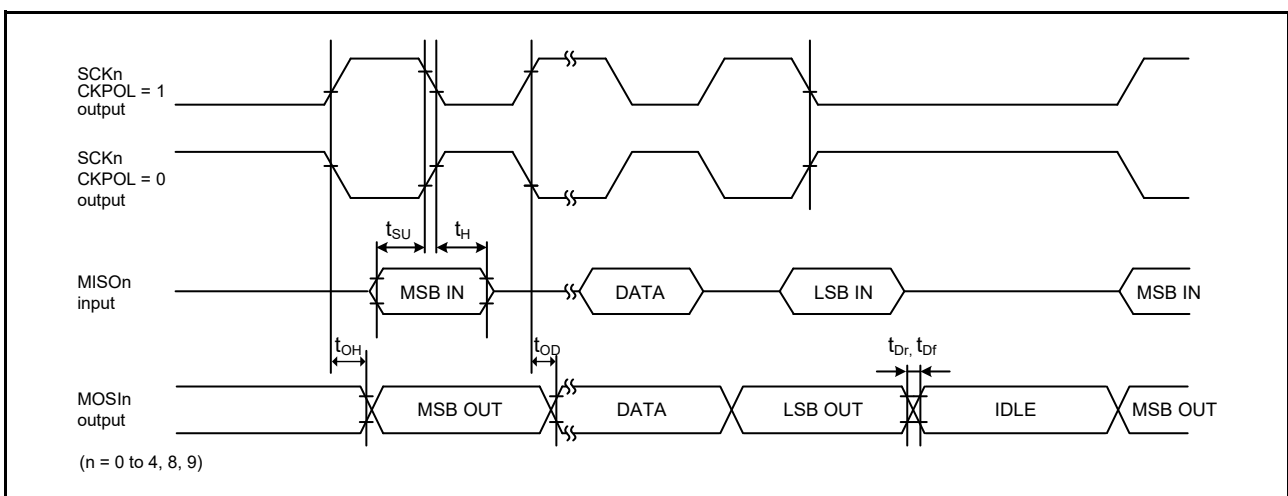 SCKn
CKPOL = 1
output
SCKn
CKPOL = 0
output
tSU
tH
MISOn
input
MSB IN
DATA
LSB IN
MSB IN
tOH
tOD
tDr, tDf
MOSIn
output
MSB OUT
DATA
LSB OUT
IDLE
MSB OUT
(n = 0 to 4, 8, 9)